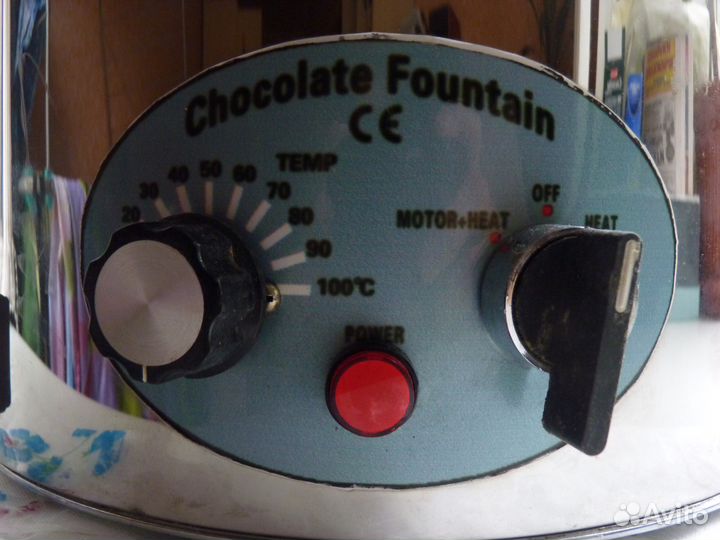 Chocolate Fountain
CE
TEMP
20 30 40 50 60 70 80 90 100°C
OFF
MOTOR+HEAT
HEAT
POWER
Avito